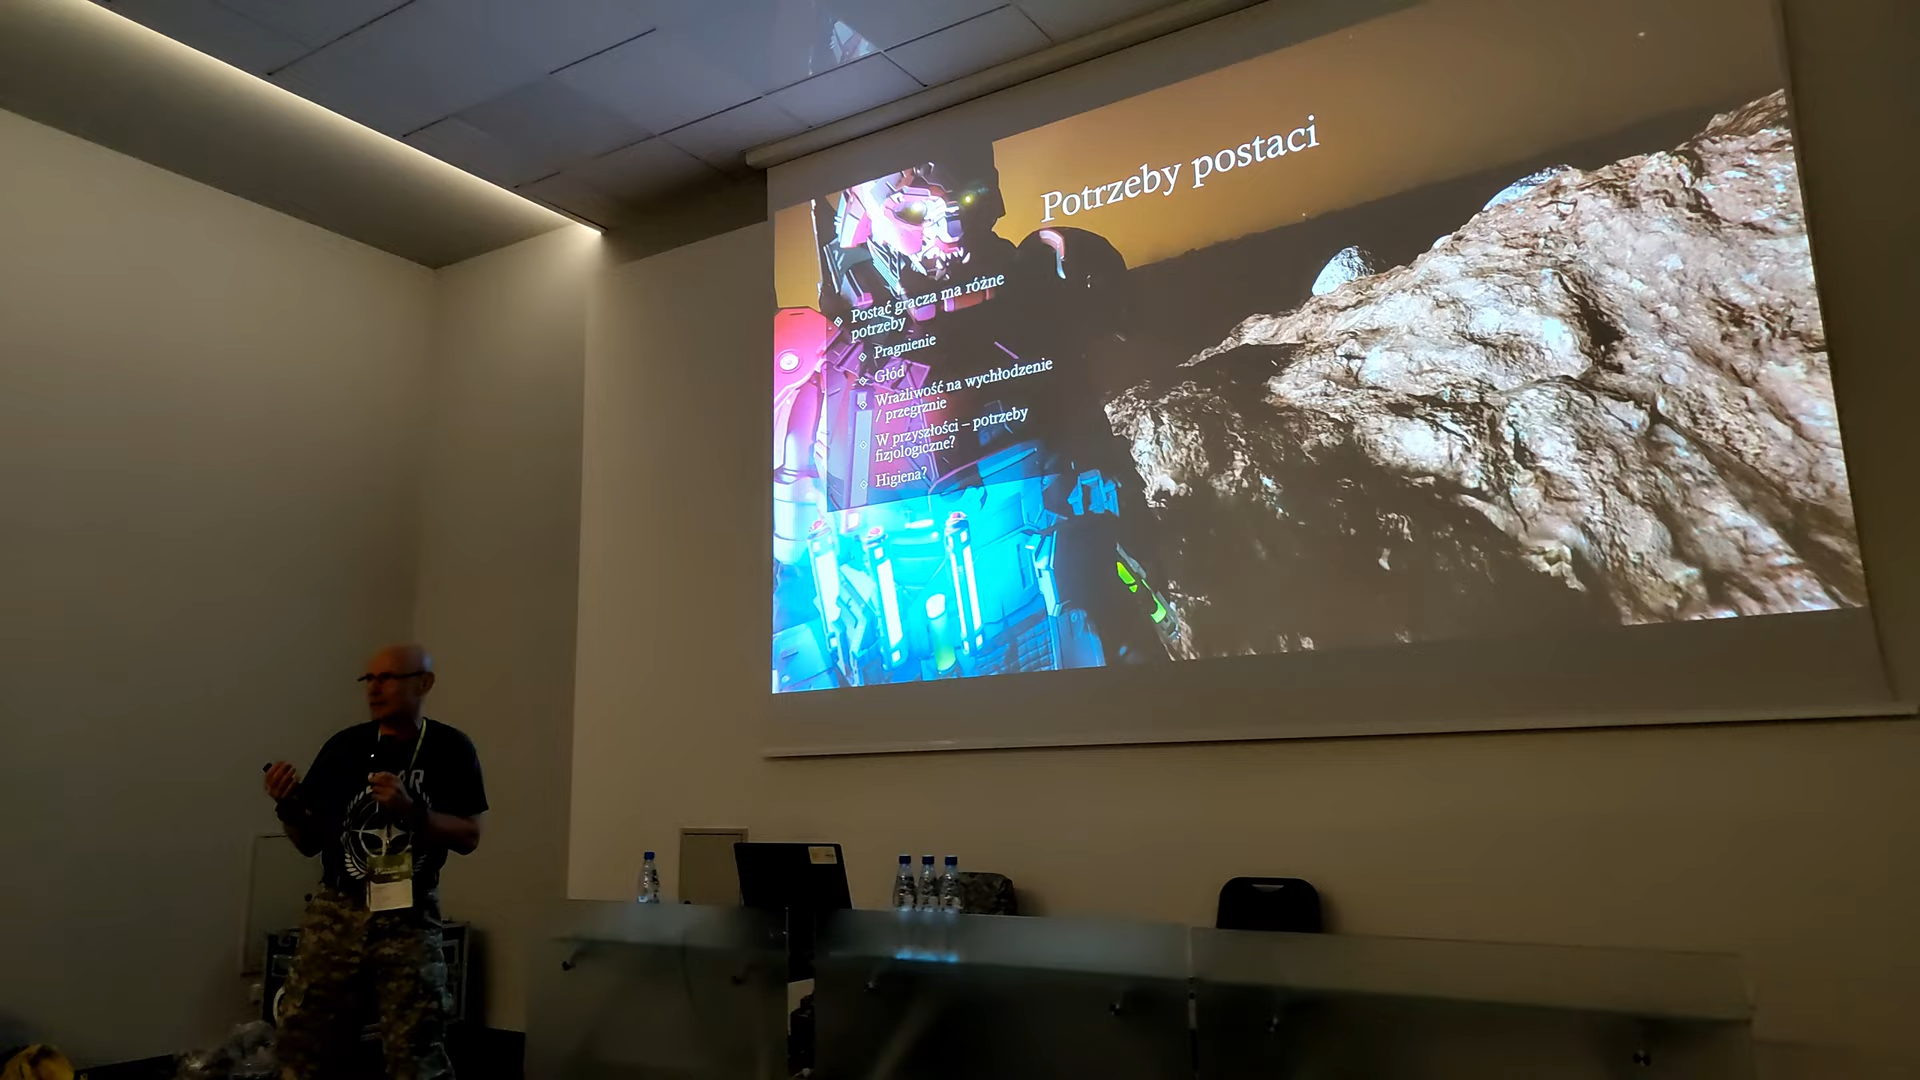 Potrzeby postaci
Postać gracza ma różne
potrzeby
Pragnienie
Głód
Wrażliwość na wychłodzenie
/ przegrznie
W przyszłości – potrzeby
fizjologiczne?
Higiena?